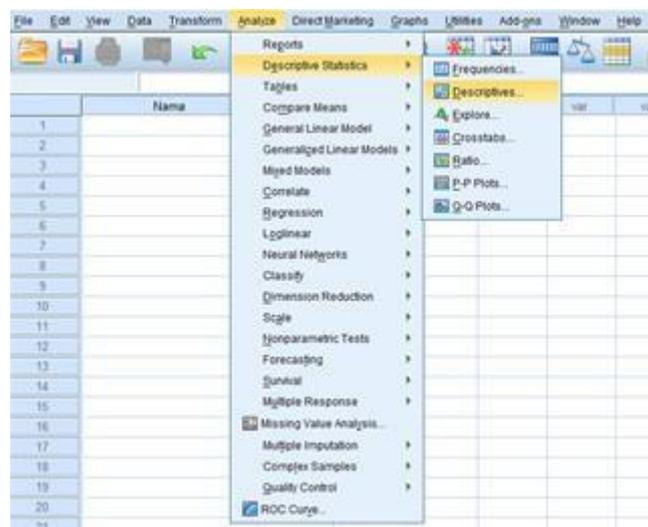 File Edit View Data Transform Analyze Direct Marketing Graphs Utilities Add-ons Window Help
Reports
Descriptive Statistics
Tables
Compare Means
General Linear Model
Generalized Linear Models
Mixed Models
Correlate
Regression
Loglinear
Neural Networks
Classify
Dimension Reduction
Scale
Nonparametric Tests
Forecasting
Survival
Multiple Response
Missing Value Analysis...
Multiple Imputation
Complex Samples
Quality Control
ROC Curve...
Frequencies...
Descriptives...
Explore...
Crosstabs...
Ratio...
P-P Plots...
Q-Q Plots...
Nama
var
1
2
3
4
5
6
7
8
9
10
11
12
13
14
15
16
17
18
19
20